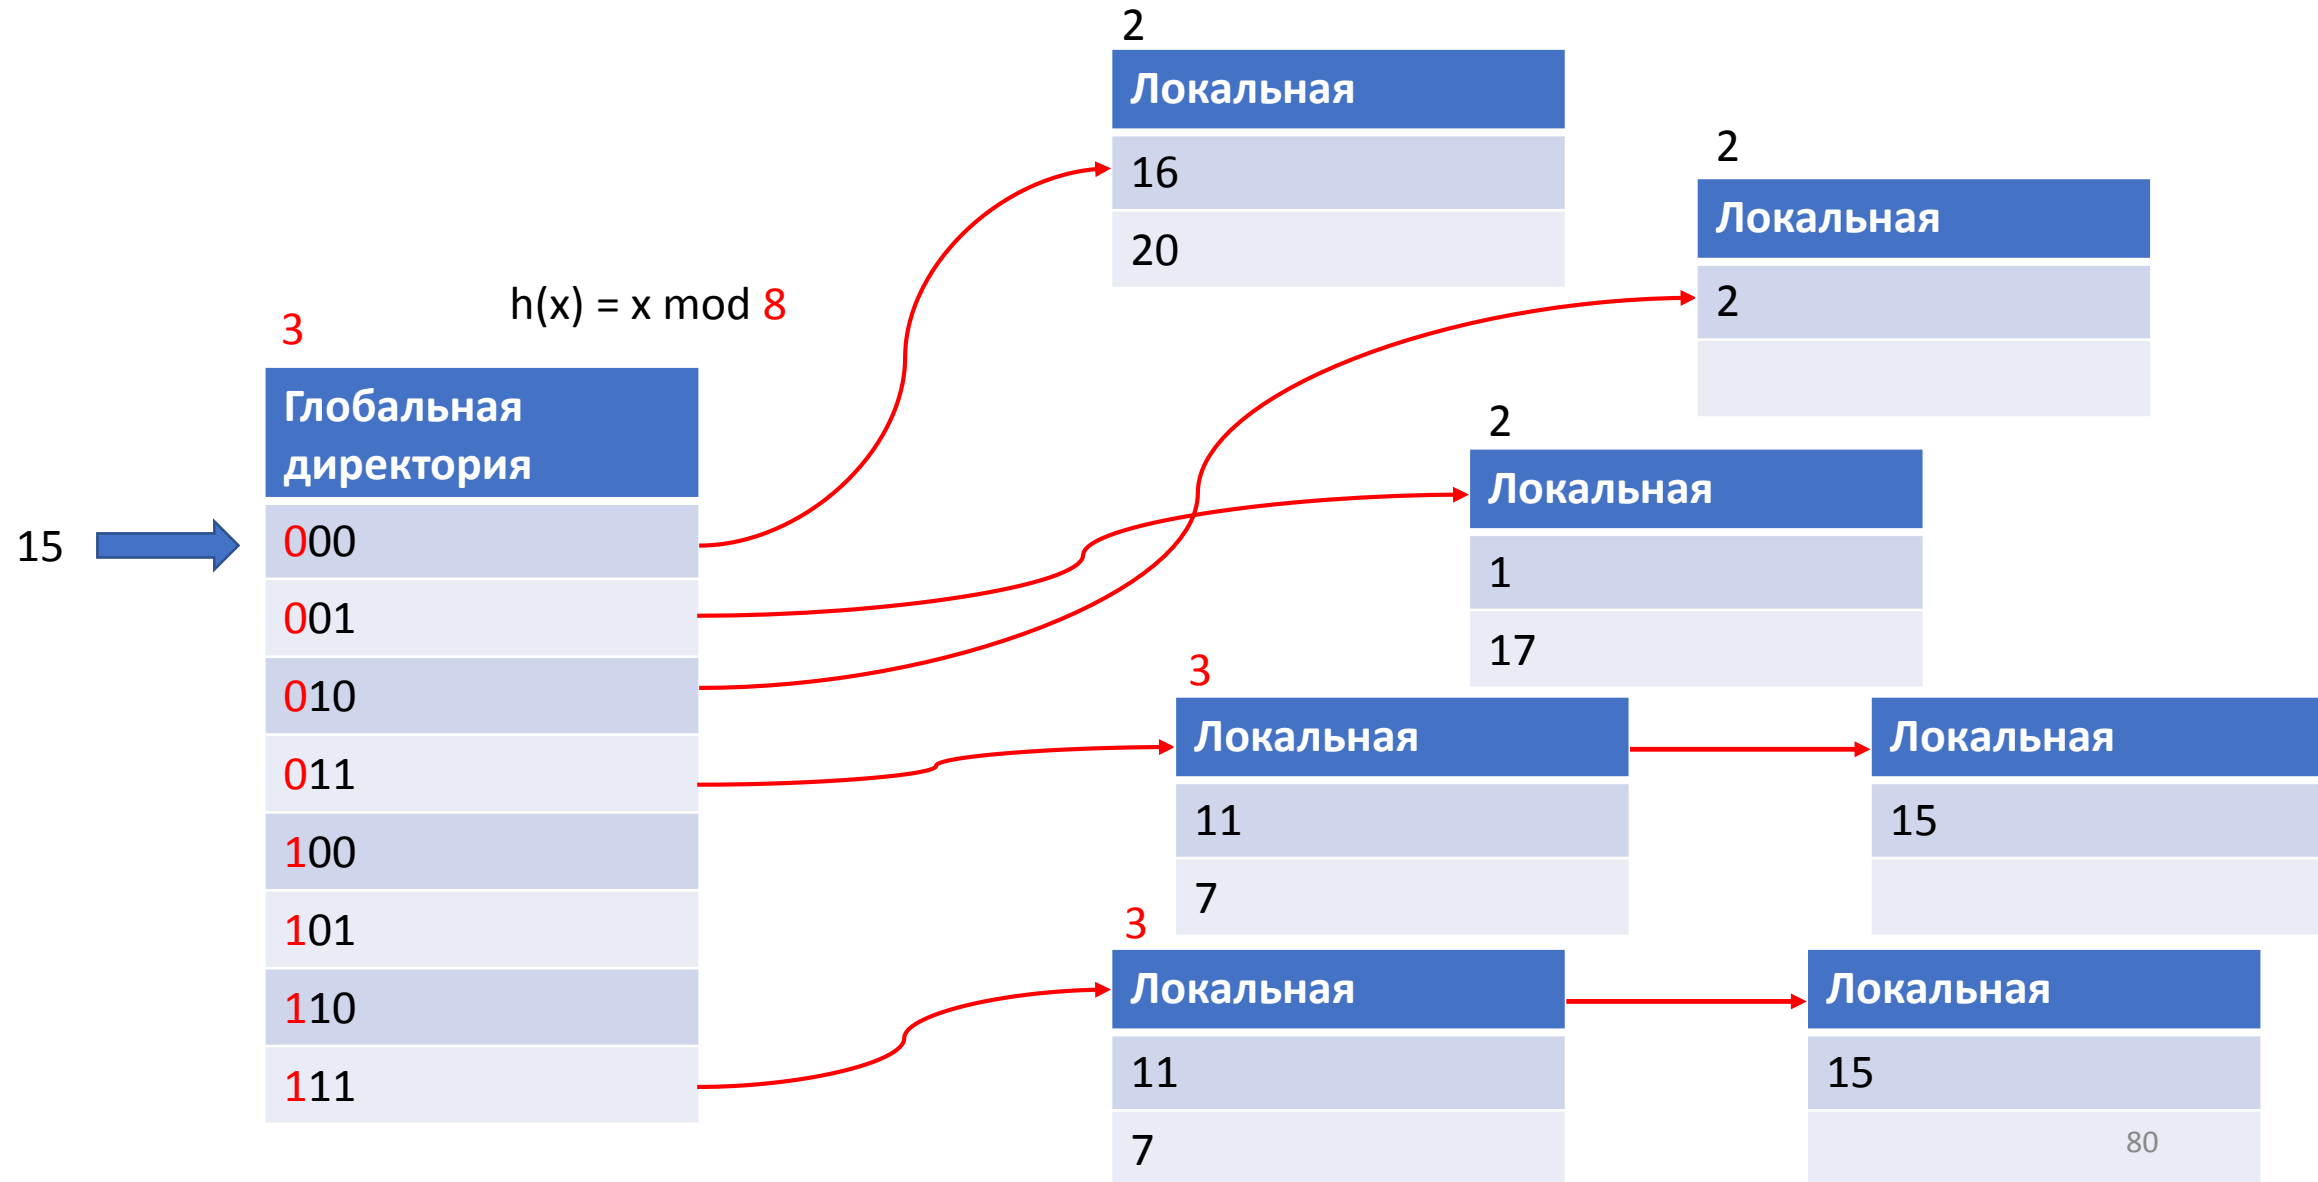 2
Локальная
16
20
2
Локальная
2
h(x) = x mod 8
3
Глобальная
директория
15
000
001
010
011
100
101
110
111
2
Локальная
1
17
3
Локальная
11
7
Локальная
15
3
Локальная
11
7
Локальная
15
80